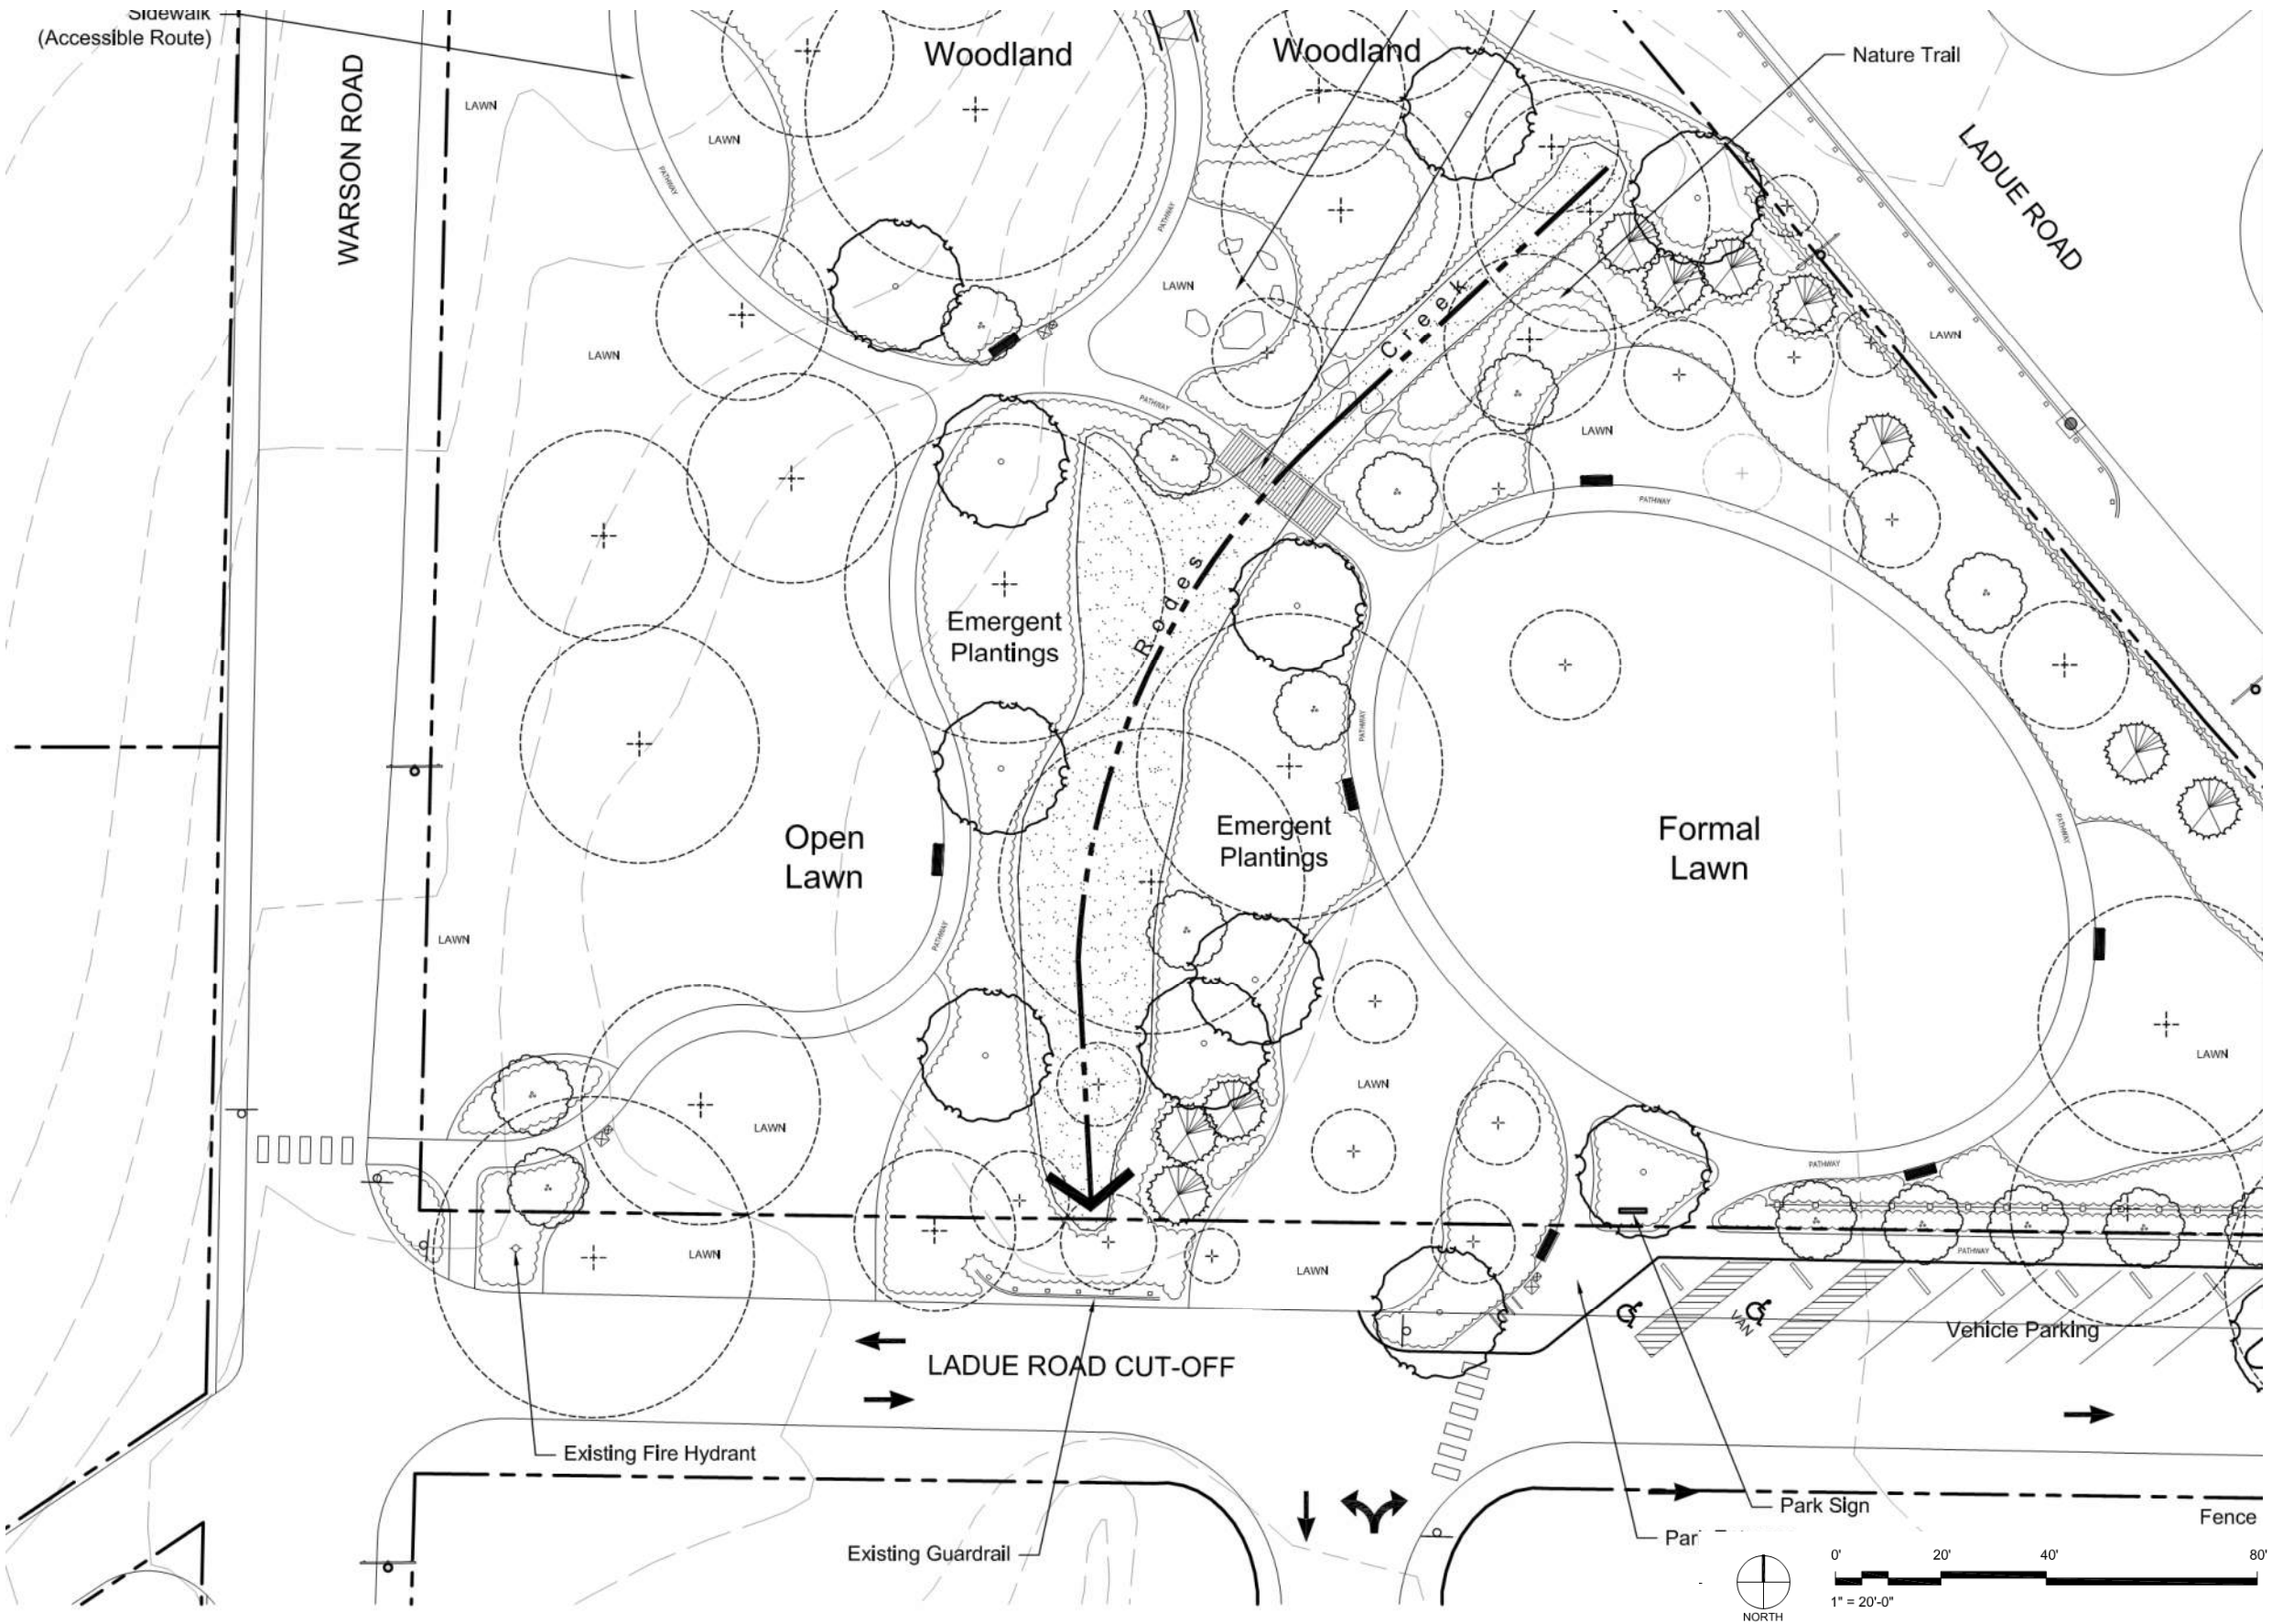 Sidewalk
(Accessible Route)
Woodland
Woodland
Nature Trail
WARSON ROAD
LADUE ROAD
LAWN
LAWN
PATHWAY
PATHWAY
LAWN
LAWN
LAWN
Rodes Creek
PATHWAY
LAWN
PATHWAY
Emergent
Plantings
PATHWAY
Open
Lawn
Emergent
Plantings
Formal
Lawn
PATHWAY
LAWN
PATHWAY
LAWN
LAWN
LAWN
PATHWAY
LAWN
LAWN
PATHWAY
VAN
Vehicle Parking
LADUE ROAD CUT-OFF
Existing Fire Hydrant
Park Sign
Fence
Existing Guardrail
NORTH
0' 20' 40' 80'
1" = 20'-0"